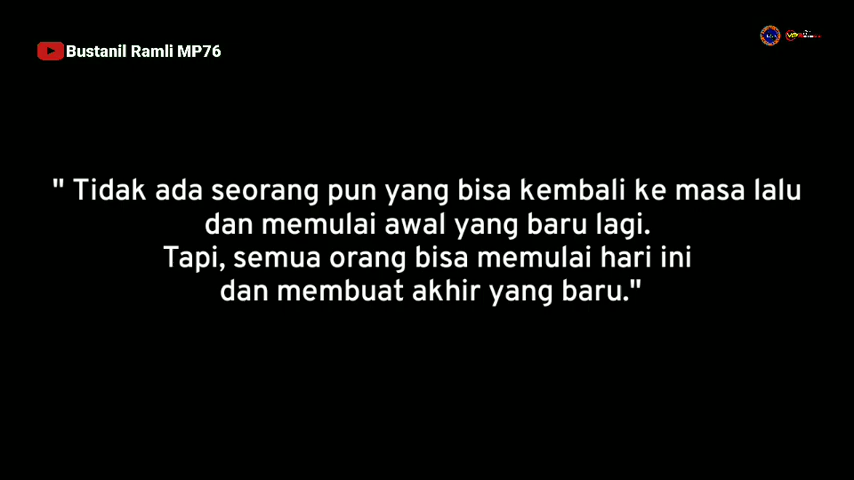 Bustanil Ramli MP76
" Tidak ada seorang pun yang bisa kembali ke masa lalu
dan memulai awal yang baru lagi.
Tapi, semua orang bisa memulai hari ini
dan membuat akhir yang baru."